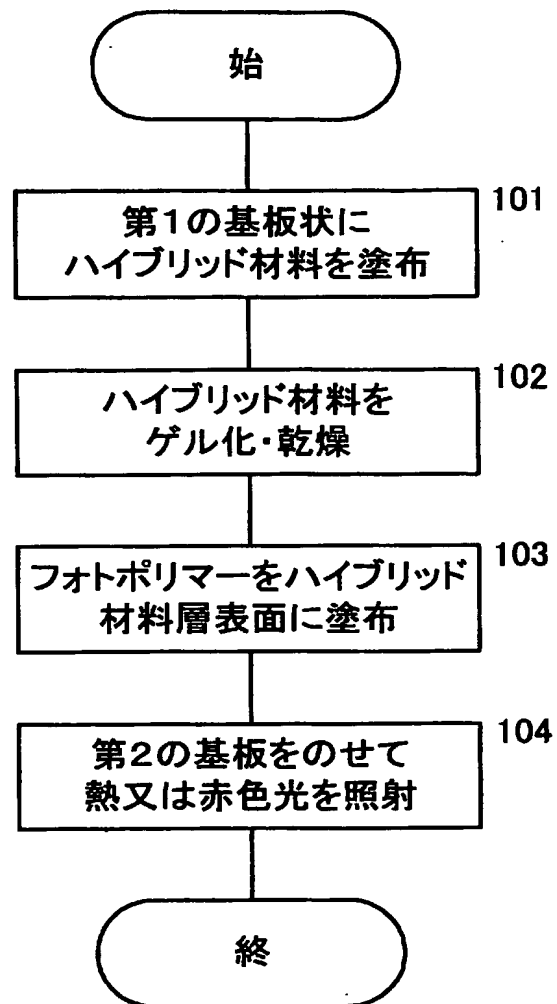 始
101
第1の基板状に
ハイブリッド材料を塗布
102
ハイブリッド材料を
ゲル化・乾燥
103
フォトポリマーをハイブリッド
材料層表面に塗布
104
第2の基板をのせて
熱又は赤色光を照射
終